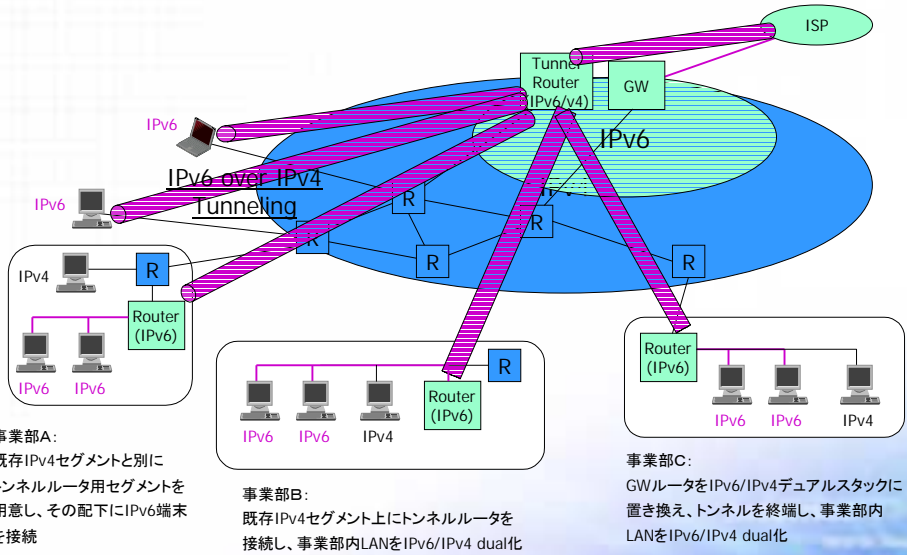 ISP
Tunnel
Router
(IPv6/v4)
GW
IPv6
IPv6
IPv6 over IPv4
Tunneling
IPv6
R
R
R
R
R
IPv4
R
Router
(IPv6)
IPv6 IPv6
R
Router
(IPv6)
IPv6 IPv6 IPv4
Router
(IPv6)
IPv6 IPv6 IPv4
事業部A:
既存IPv4セグメントと別に
トンネルルータ用セグメントを
用意し、その配下にIPv6端末
を接続
事業部B:
既存IPv4セグメント上にトンネルルータを
接続し、事業部内LANをIPv6/IPv4 dual化
事業部C:
GWルータをIPv6/IPv4デュアルスタックに
置き換え、トンネルを終端し、事業部内
LANをIPv6/IPv4 dual化